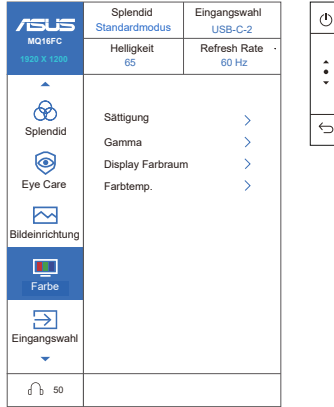 ASUS
MQ16FC
1920 X 1200
Splendid
Standardmodus
Eingangswahl
USB-C-2
Helligkeit
65
Refresh Rate
60 Hz
Splendid
Eye Care
Bildeinrichtung
Farbe
Eingangswahl
Sättigung
Gamma
Display Farbraum
Farbtemp.
50